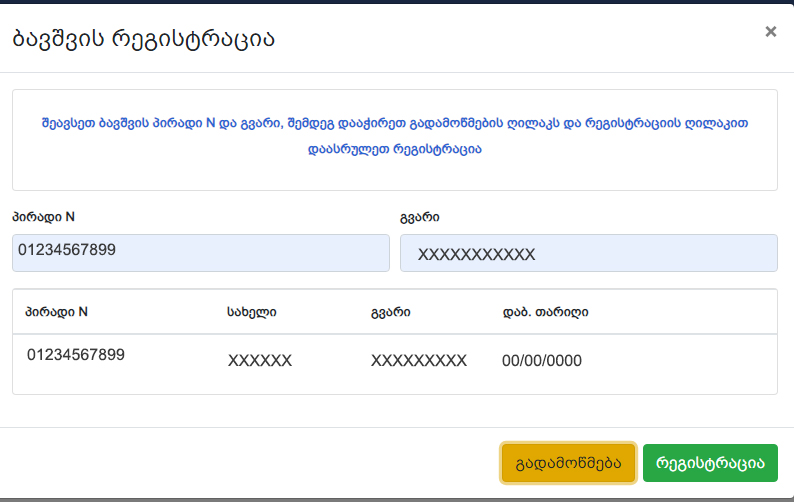 ბავშვის რეგისტრაცია
×
შეავსეთ ბავშვის პირადი N და გვარი, შემდეგ დააჭირეთ გადამოწმების ღილაკს და რეგისტრაციის ღილაკით
დაასრულეთ რეგისტრაცია
პირადი N გვარი
01234567899 XXXXXXXXXXX
პირადი N სახელი გვარი დაბ. თარიღი
01234567899 XXXXXX XXXXXXXXX 00/00/0000
გადამოწმება რეგისტრაცია